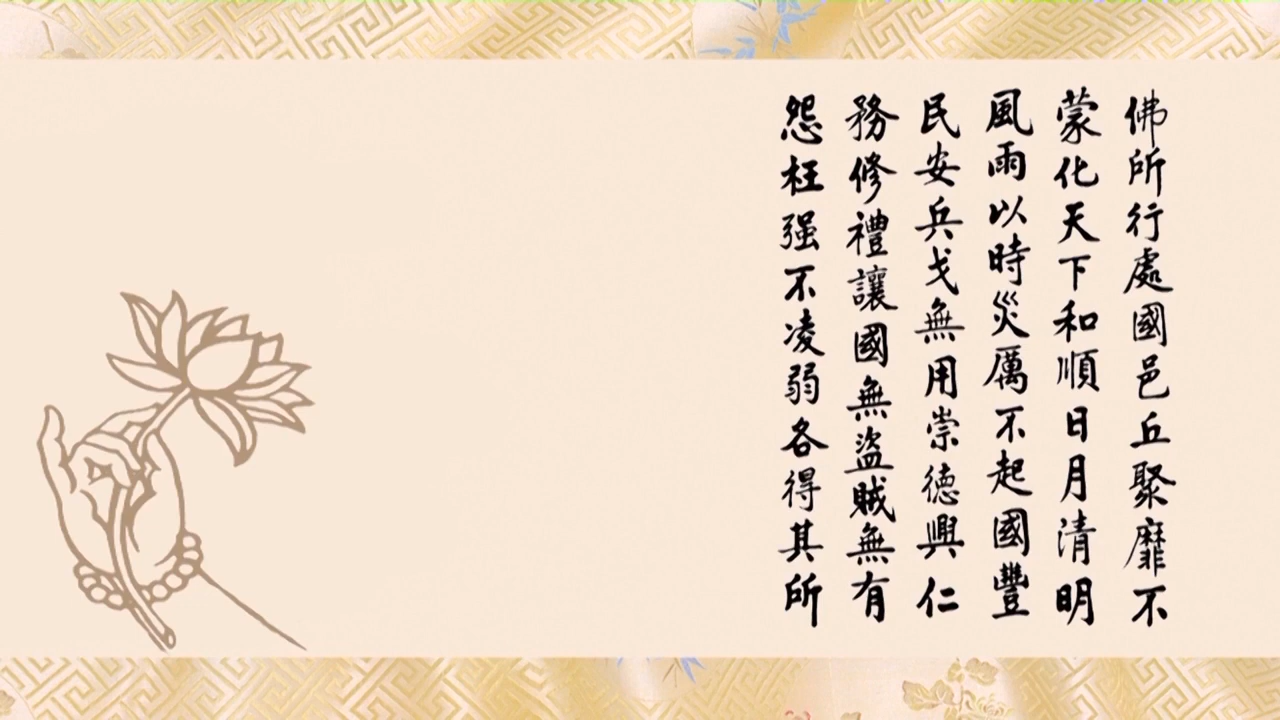 佛所行處國邑丘聚靡不
蒙化天下和順日月清明
風雨以時災厲不起國豐
民安兵戈無用崇德興仁
務修禮讓國無盜賊無有
怨枉强不凌弱各得其所